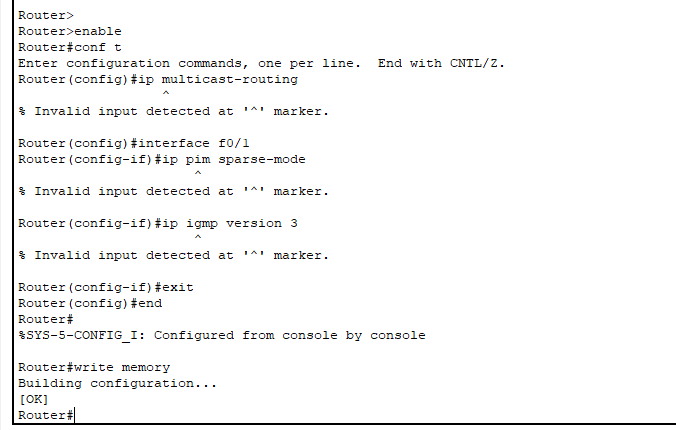 Router>
Router>enable
Router#conf t
Enter configuration commands, one per line.  End with CNTL/Z.
Router(config)#ip multicast-routing
                  ^
% Invalid input detected at '^' marker.

Router(config)#interface f0/1
Router(config-if)#ip pim sparse-mode
                      ^
% Invalid input detected at '^' marker.

Router(config-if)#ip igmp version 3
                      ^
% Invalid input detected at '^' marker.

Router(config-if)#exit
Router(config)#end
Router#
%SYS-5-CONFIG_I: Configured from console by console

Router#write memory
Building configuration...
[OK]
Router#